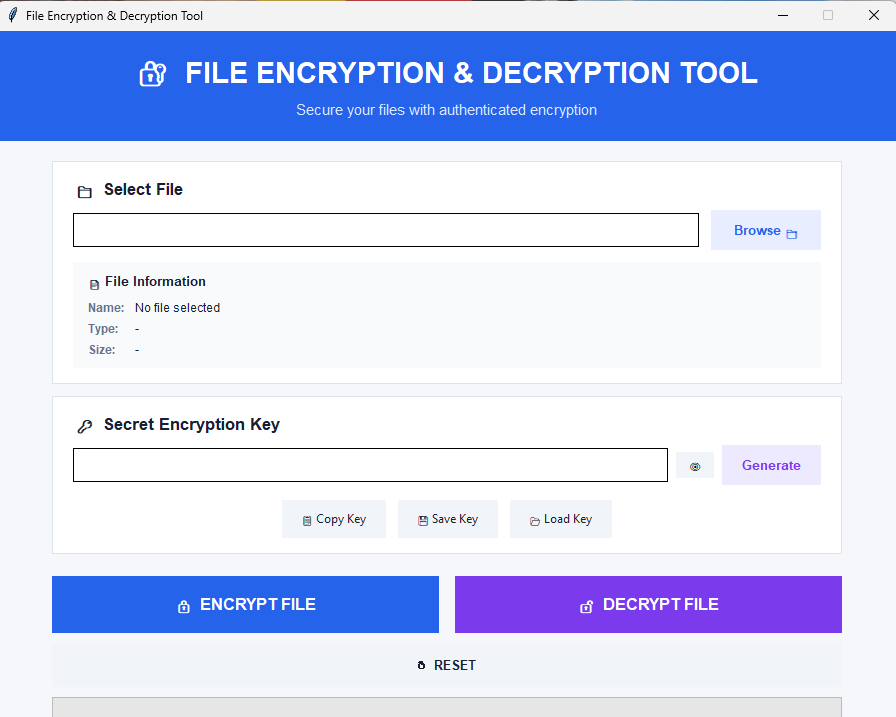 File Encryption & Decryption Tool
FILE ENCRYPTION & DECRYPTION TOOL
Secure your files with authenticated encryption
Select File
Browse
File Information
Name: No file selected
Type: -
Size: -
Secret Encryption Key
Generate
Copy Key Save Key Load Key
ENCRYPT FILE DECRYPT FILE
RESET